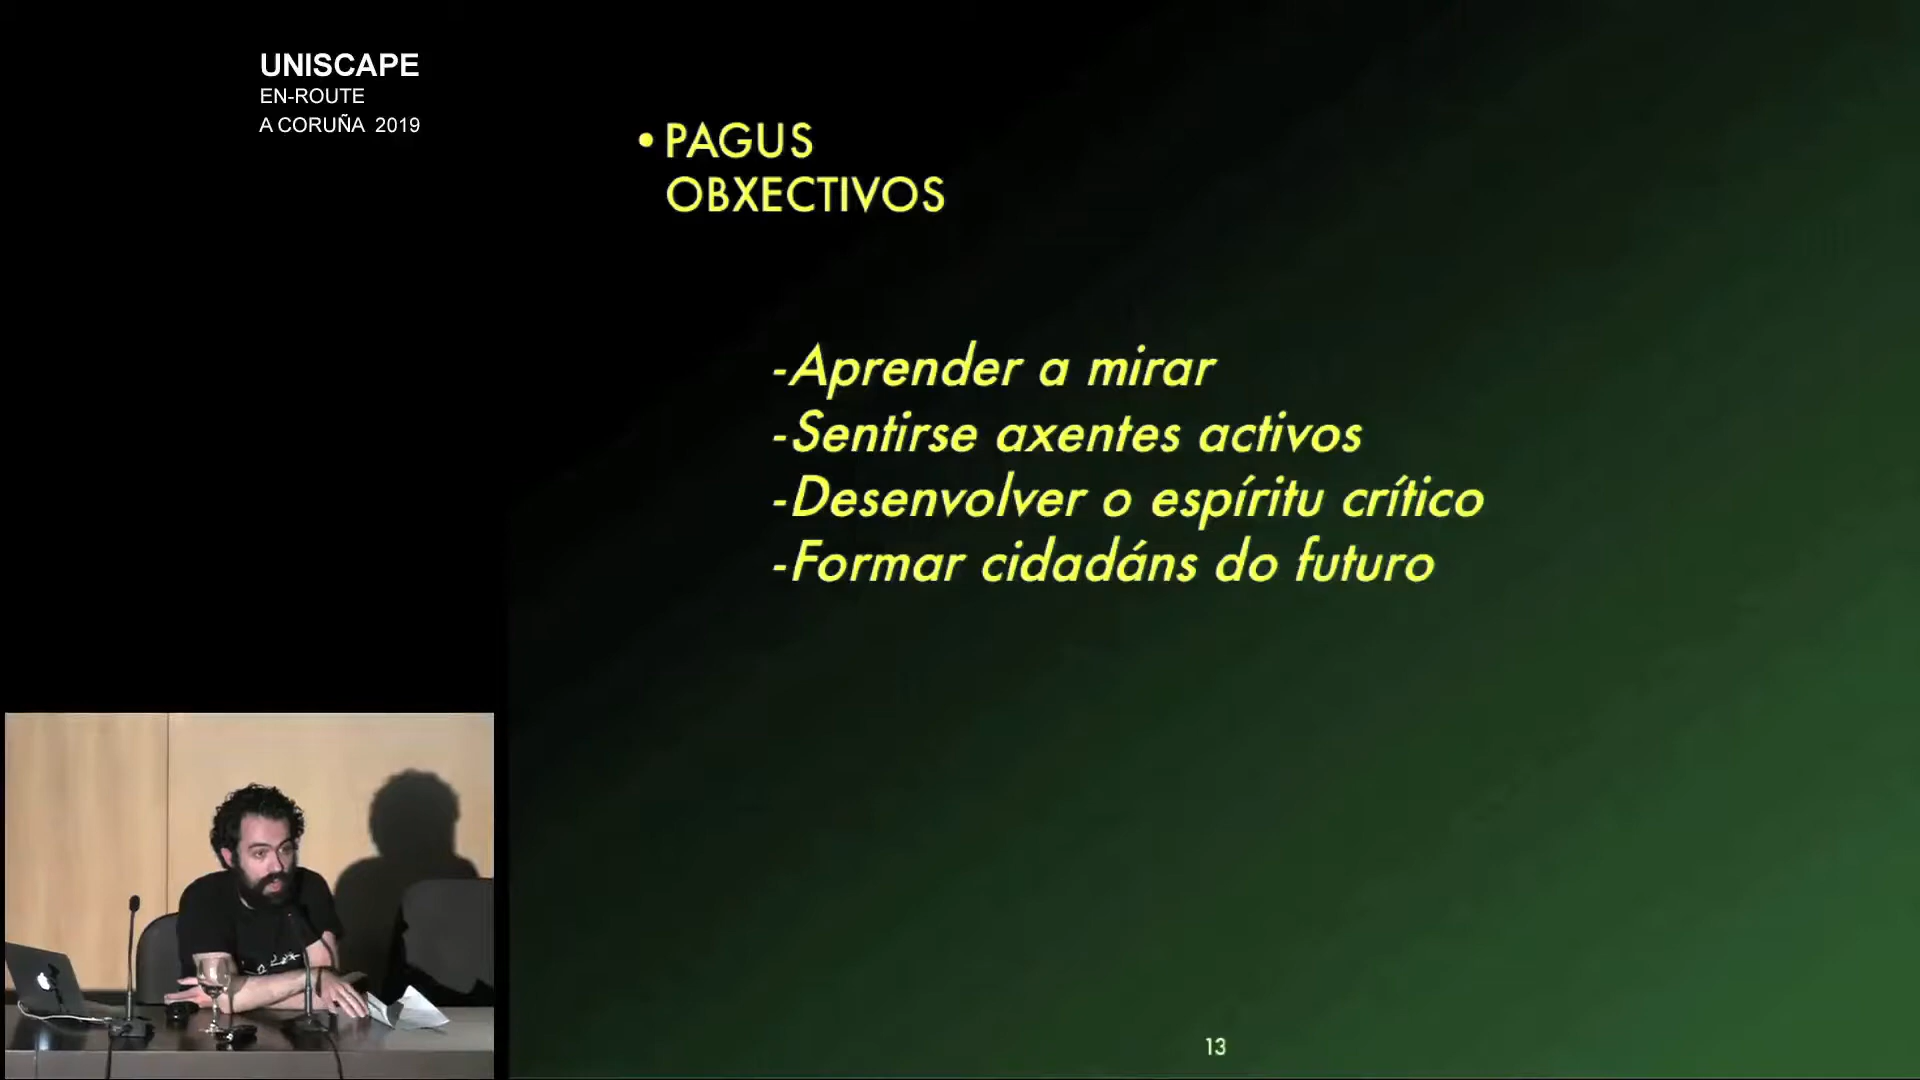 UNISCAPE
EN-ROUTE
A CORUÑA 2019
• PAGUS
OBXECTIVOS
-Aprender a mirar
-Sentirse axentes activos
-Desenvolver o espíritu crítico
-Formar cidadáns do futuro
13